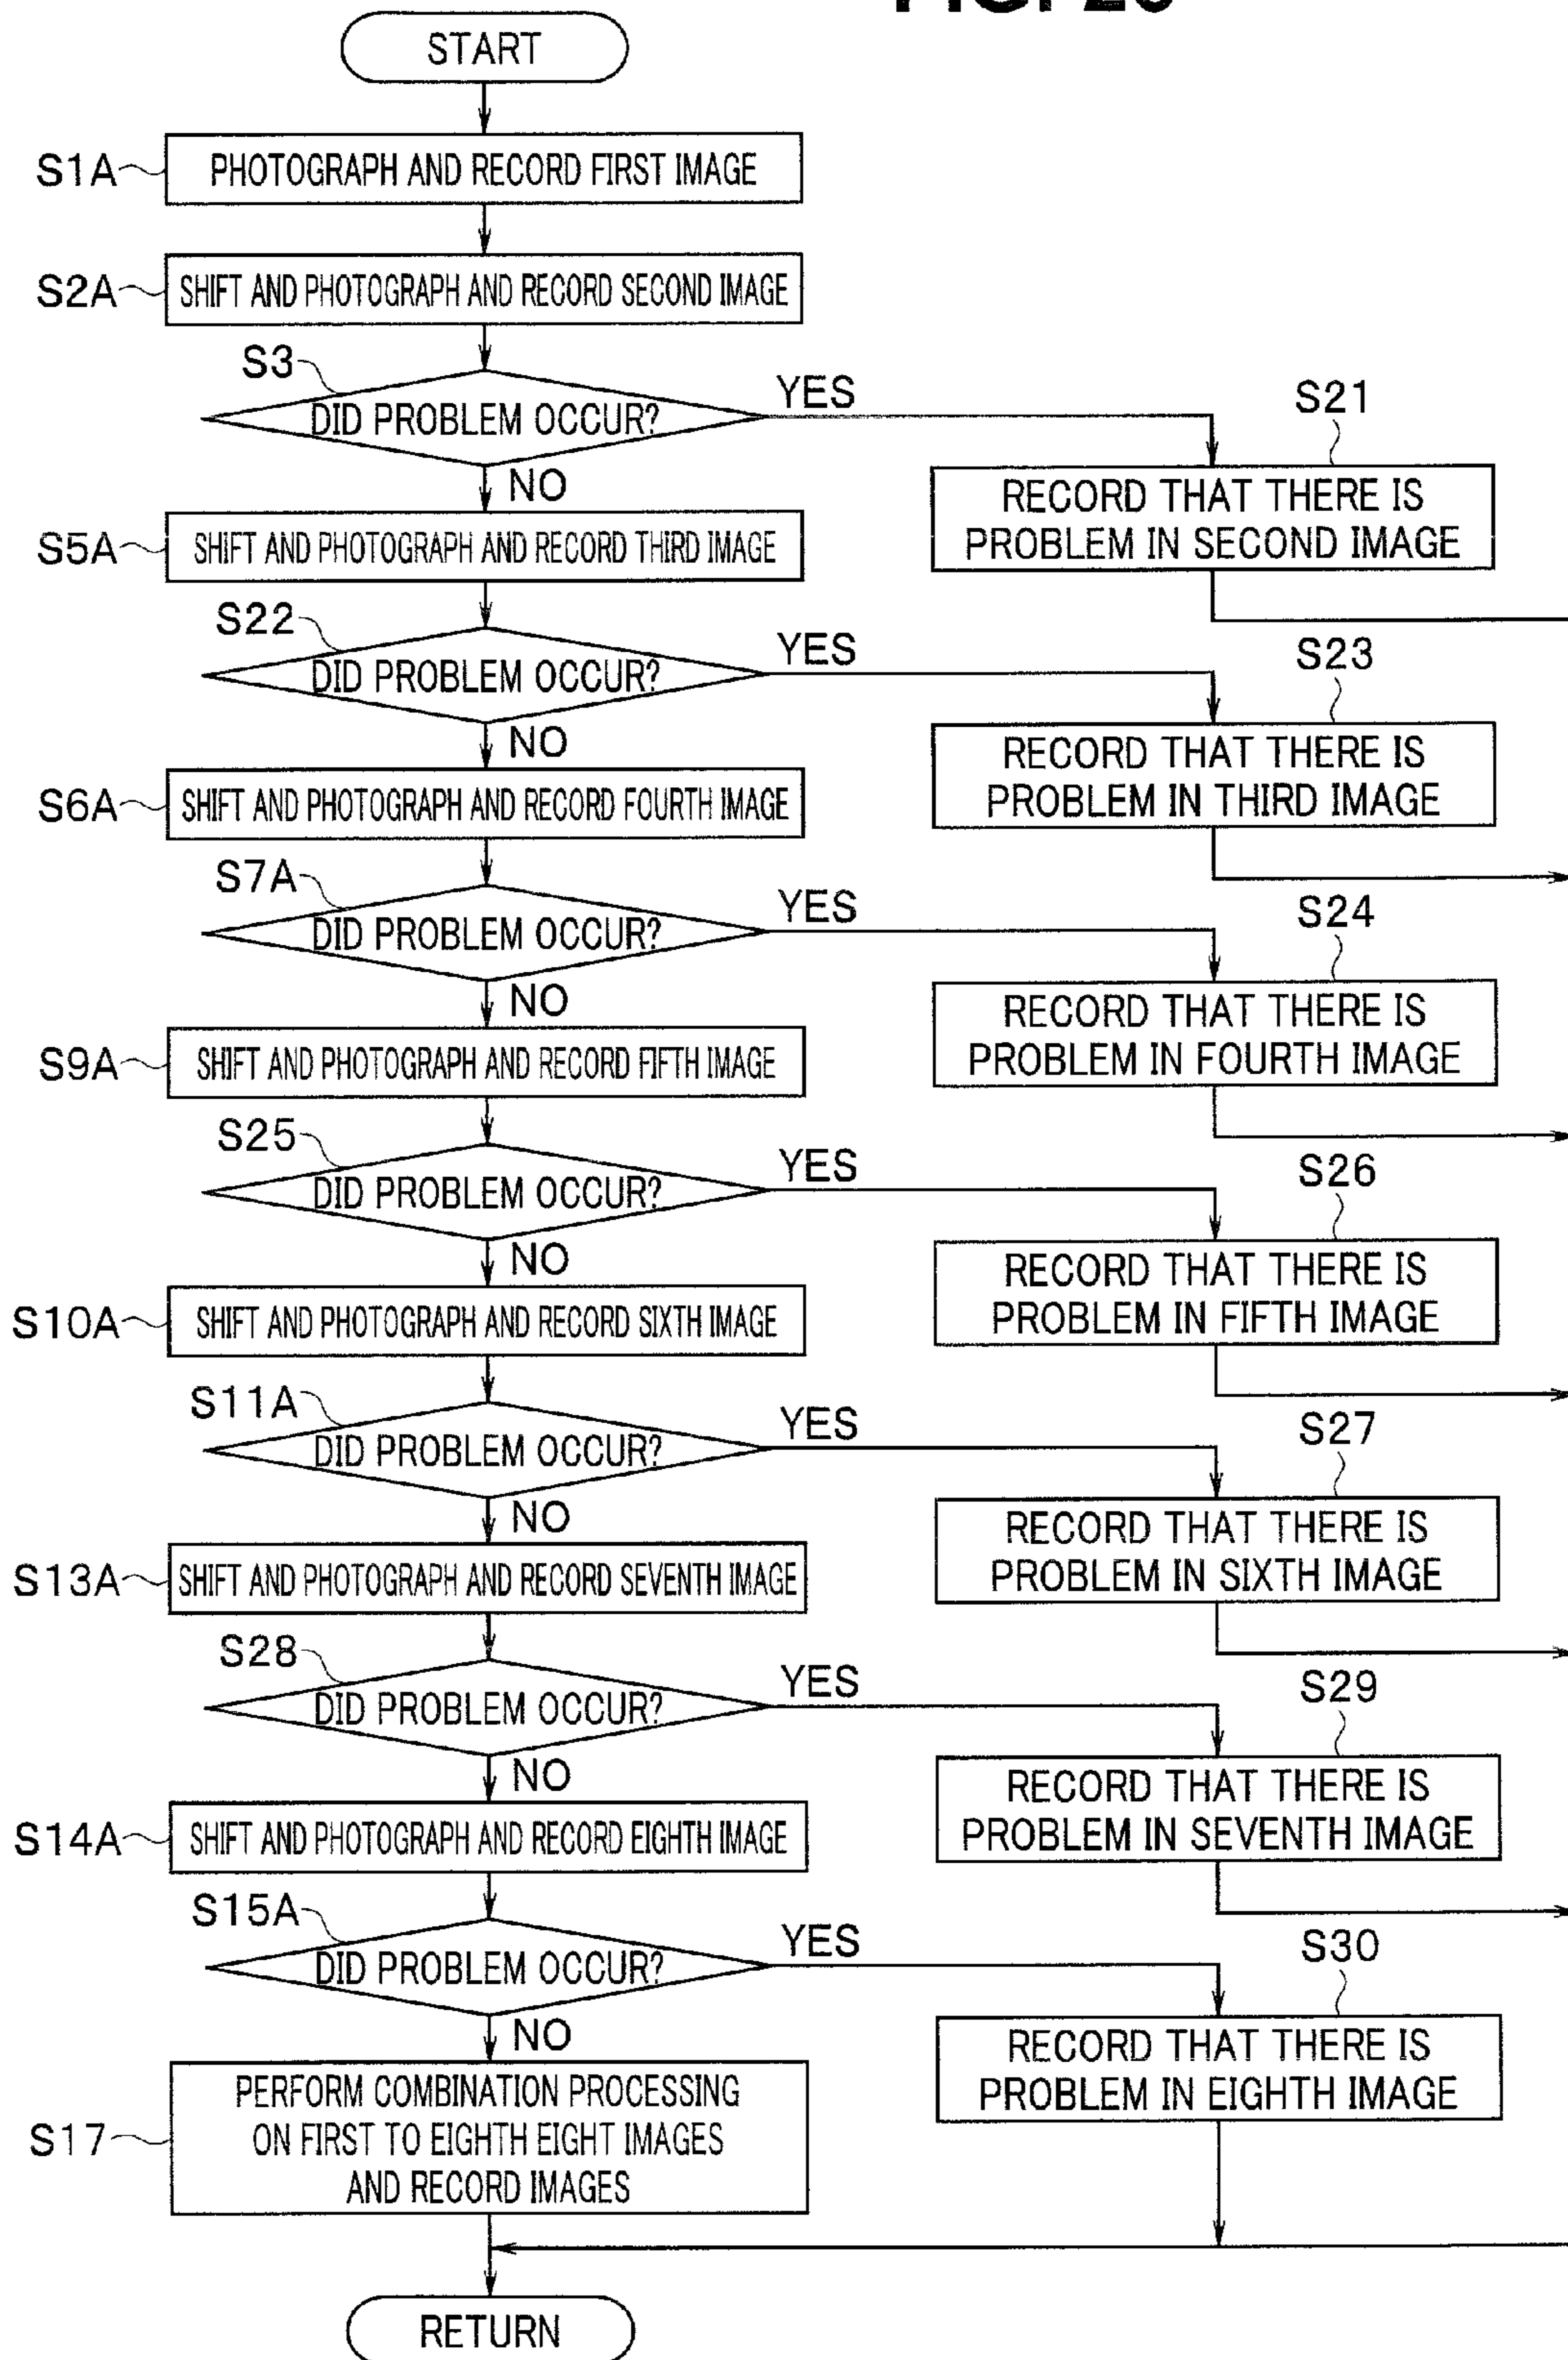 START
S1A
PHOTOGRAPH AND RECORD FIRST IMAGE
S2A
SHIFT AND PHOTOGRAPH AND RECORD SECOND IMAGE
S3
DID PROBLEM OCCUR?
YES
NO
S21
RECORD THAT THERE IS
PROBLEM IN SECOND IMAGE
S5A
SHIFT AND PHOTOGRAPH AND RECORD THIRD IMAGE
S22
DID PROBLEM OCCUR?
YES
NO
S23
RECORD THAT THERE IS
PROBLEM IN THIRD IMAGE
S6A
SHIFT AND PHOTOGRAPH AND RECORD FOURTH IMAGE
S7A
DID PROBLEM OCCUR?
YES
NO
S24
RECORD THAT THERE IS
PROBLEM IN FOURTH IMAGE
S9A
SHIFT AND PHOTOGRAPH AND RECORD FIFTH IMAGE
S25
DID PROBLEM OCCUR?
YES
NO
S26
RECORD THAT THERE IS
PROBLEM IN FIFTH IMAGE
S10A
SHIFT AND PHOTOGRAPH AND RECORD SIXTH IMAGE
S11A
DID PROBLEM OCCUR?
YES
NO
S27
RECORD THAT THERE IS
PROBLEM IN SIXTH IMAGE
S13A
SHIFT AND PHOTOGRAPH AND RECORD SEVENTH IMAGE
S28
DID PROBLEM OCCUR?
YES
NO
S29
RECORD THAT THERE IS
PROBLEM IN SEVENTH IMAGE
S14A
SHIFT AND PHOTOGRAPH AND RECORD EIGHTH IMAGE
S15A
DID PROBLEM OCCUR?
YES
NO
S30
RECORD THAT THERE IS
PROBLEM IN EIGHTH IMAGE
S17
PERFORM COMBINATION PROCESSING
ON FIRST TO EIGHTH EIGHT IMAGES
AND RECORD IMAGES
RETURN